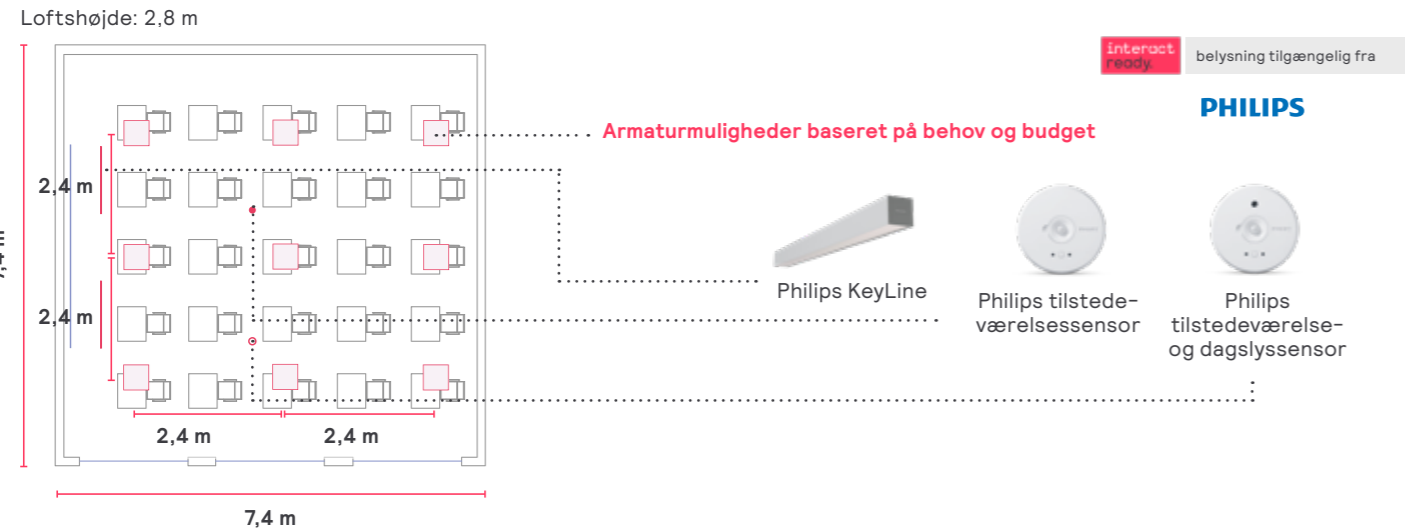 Loftshøjde: 2,8 m
interact
ready.
belysning tilgængelig fra
PHILIPS
Armaturmuligheder baseret på behov og budget
2,4 m
2,4 m
Philips KeyLine
Philips tilstede-
værelsessensor
Philips
tilstedeværelse-
og dagslyssensor
2,4 m
2,4 m
7,4 m